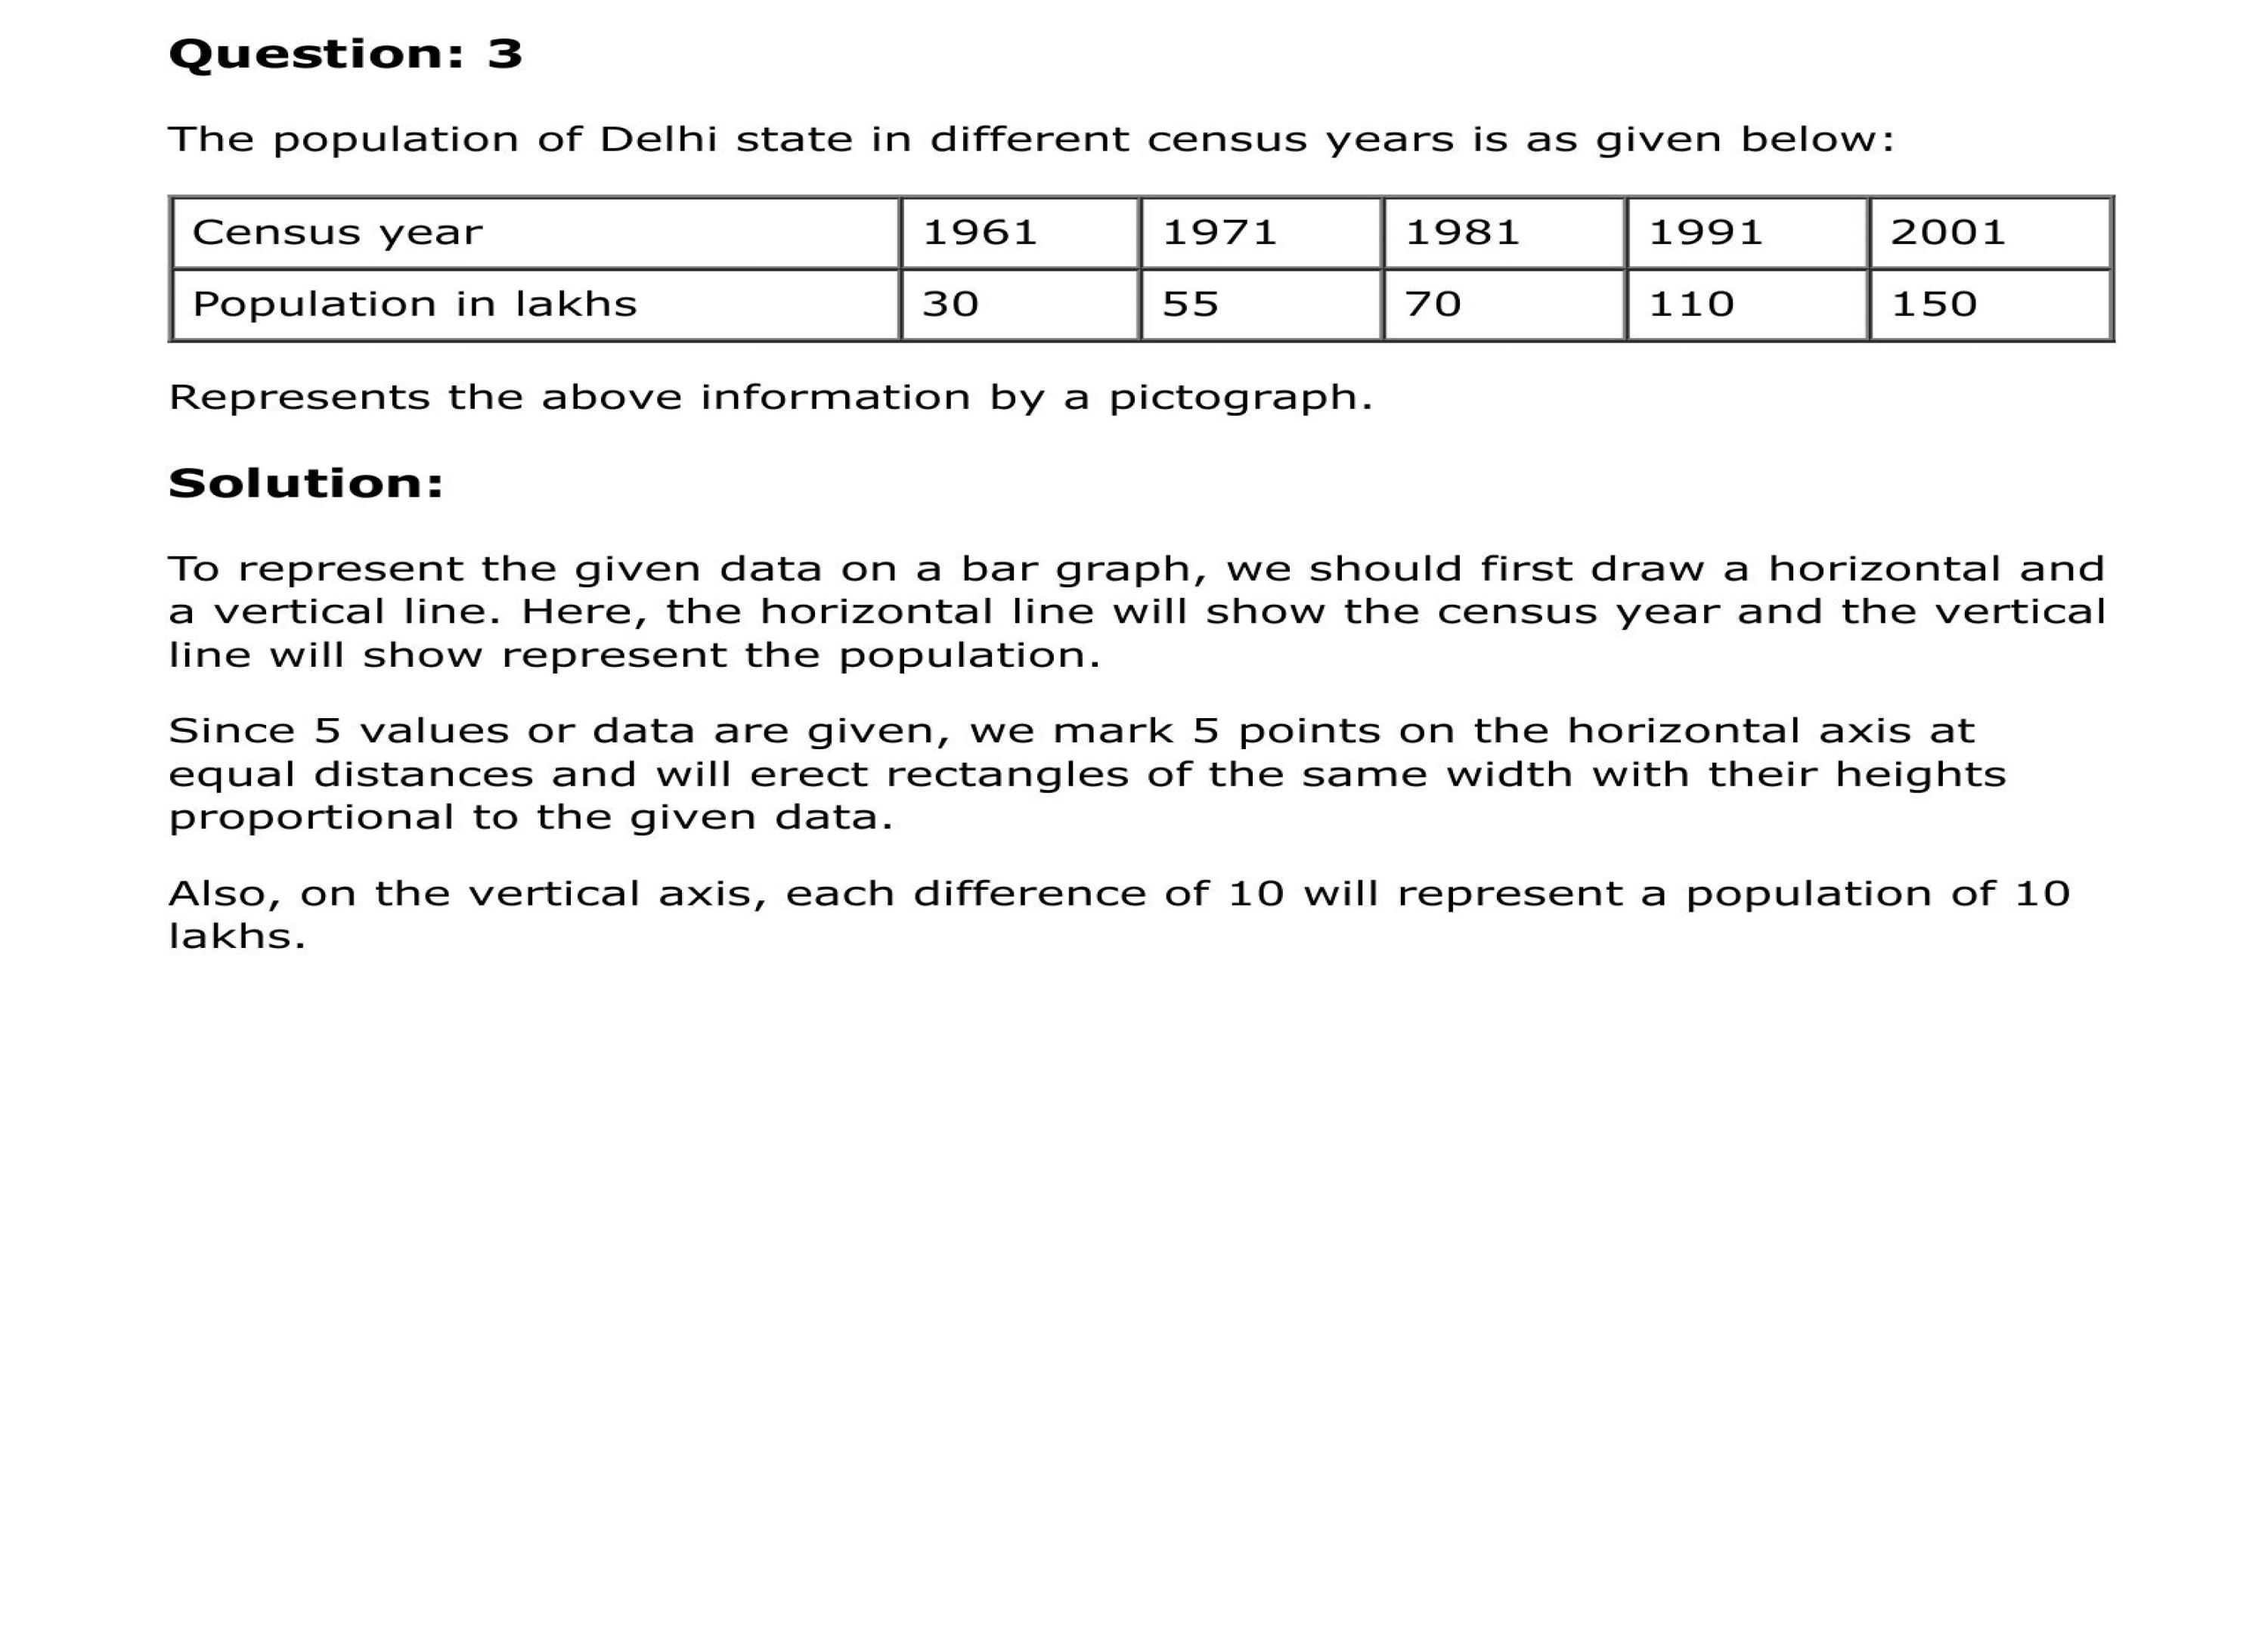 Question: 3
The population of Delhi state in different census years is as given below:
Census year 1961 1971 1981 1991 2001
Population in lakhs 30 55 70 110 150
Represents the above information by a pictograph.
Solution:
To represent the given data on a bar graph, we should first draw a horizontal and
a vertical line. Here, the horizontal line will show the census year and the vertical
line will show represent the population.
Since 5 values or data are given, we mark 5 points on the horizontal axis at
equal distances and will erect rectangles of the same width with their heights
proportional to the given data.
Also, on the vertical axis, each difference of 10 will represent a population of 10
lakhs.